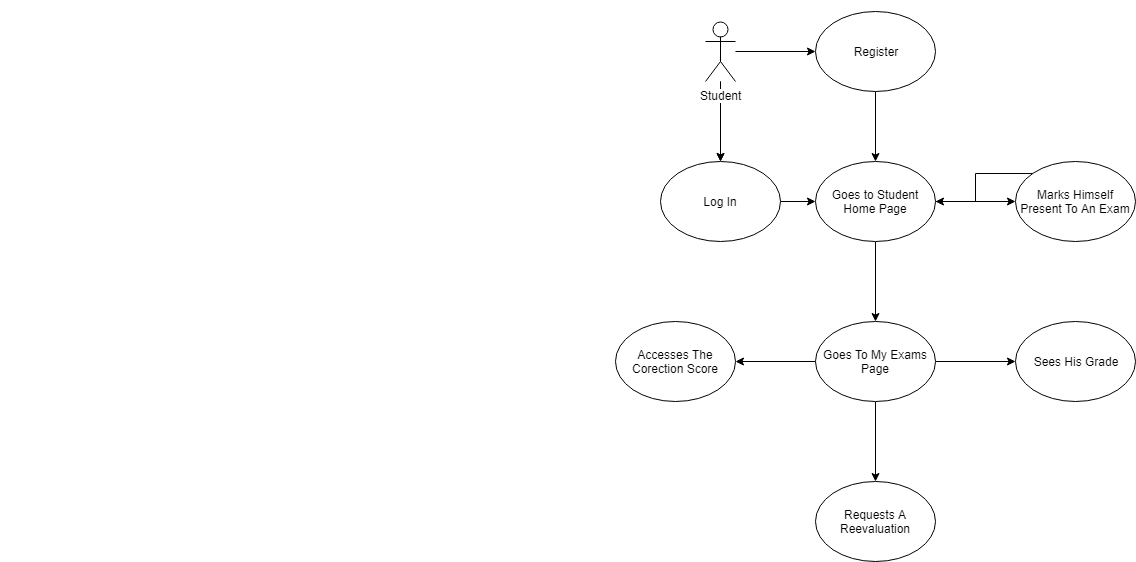 Register
Student
Log In
Goes to Student
Home Page
Marks Himself
Present To An Exam
Accesses The
Corection Score
Goes To My Exams
Page
Sees His Grade
Requests A
Reevaluation